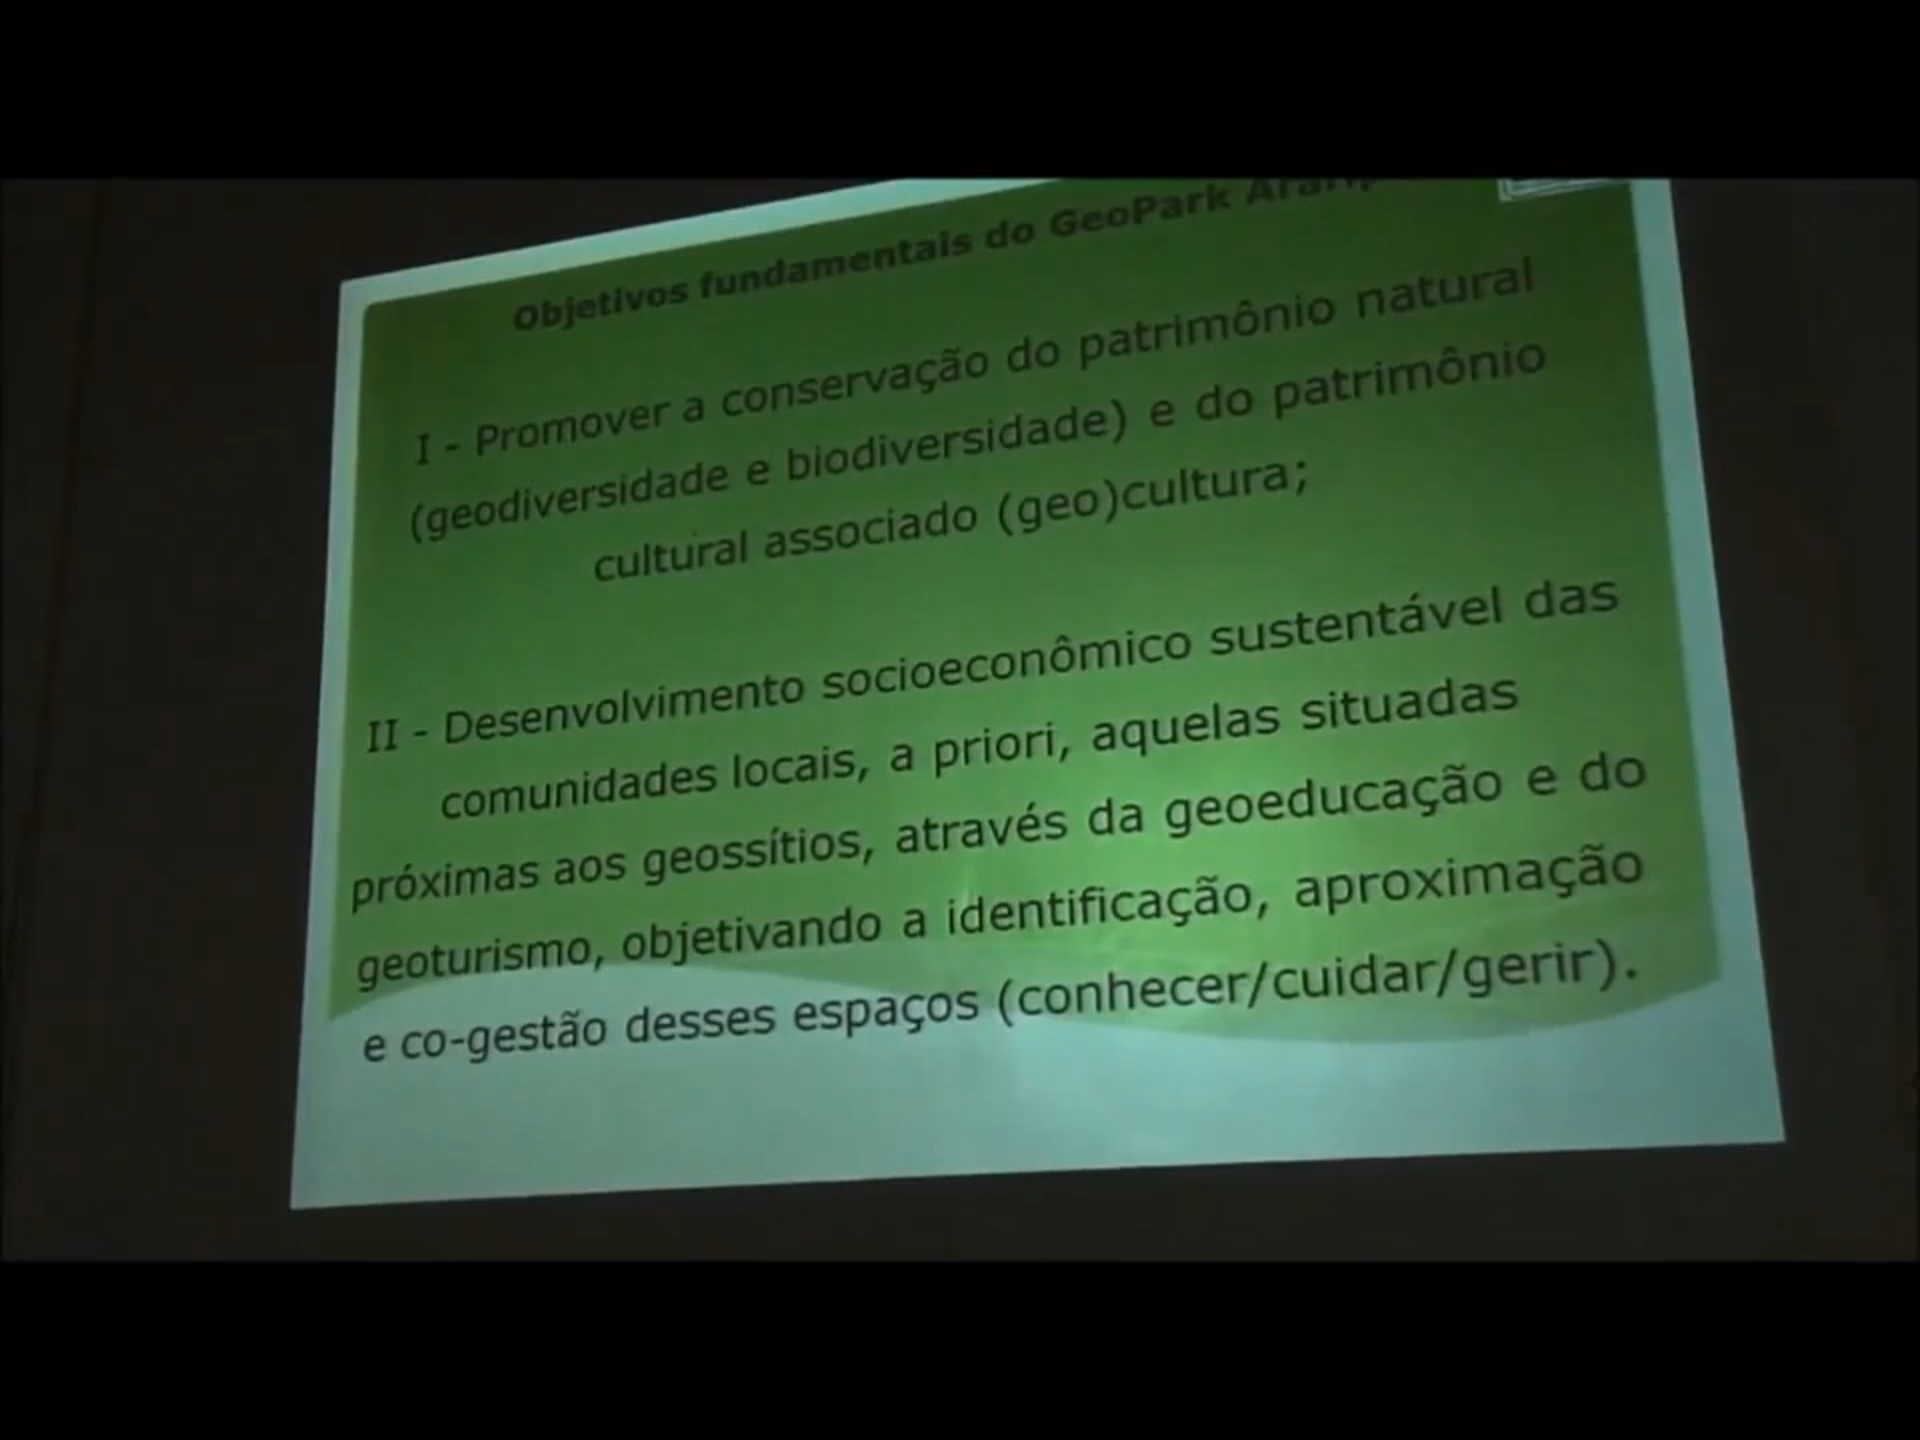 Objetivos fundamentais do GeoPark
I - Promover a conservação do patrimônio natural
(geodiversidade e biodiversidade) e do patrimônio
cultural associado (geo)cultura;
II - Desenvolvimento socioeconômico sustentável das
comunidades locais, a priori, aquelas situadas
próximas aos geossítios, através da geoeducação e do
geoturismo, objetivando a identificação, aproximação
e co-gestão desses espaços (conhecer/cuidar/gerir).